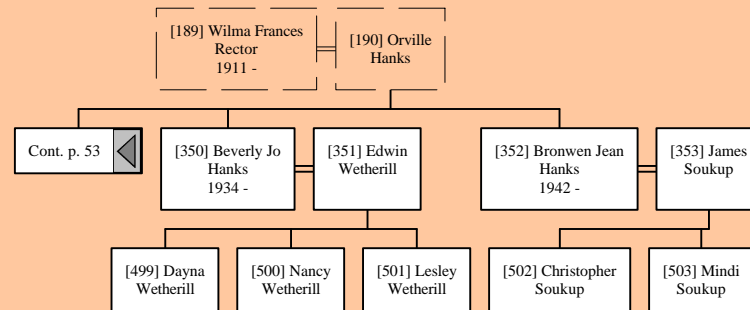 [189] Wilma Frances
Rector
1911 -
[190] Orville
Hanks
Cont. p. 53
[350] Beverly Jo
Hanks
1934 -
[351] Edwin
Wetherill
[352] Bronwen Jean
Hanks
1942 -
[353] James
Soukup
[499] Dayna
Wetherill
[500] Nancy
Wetherill
[501] Lesley
Wetherill
[502] Christopher
Soukup
[503] Mindi
Soukup